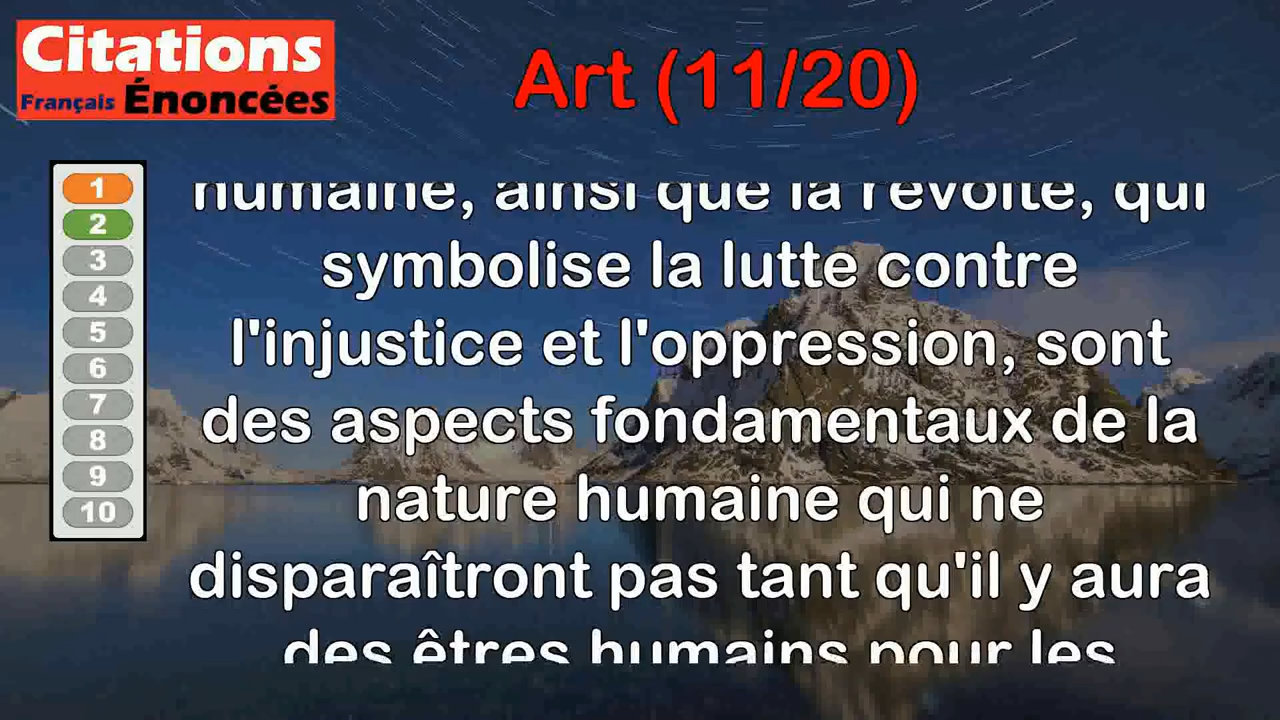 Citations
Français Énoncées
Art (11/20)
1
2
3
4
5
6
7
8
9
10
humaine, ainsi que la révolte, qui
symbolise la lutte contre
l'injustice et l'oppression, sont
des aspects fondamentaux de la
nature humaine qui ne
disparaîtront pas tant qu'il y aura
des êtres humains pour les